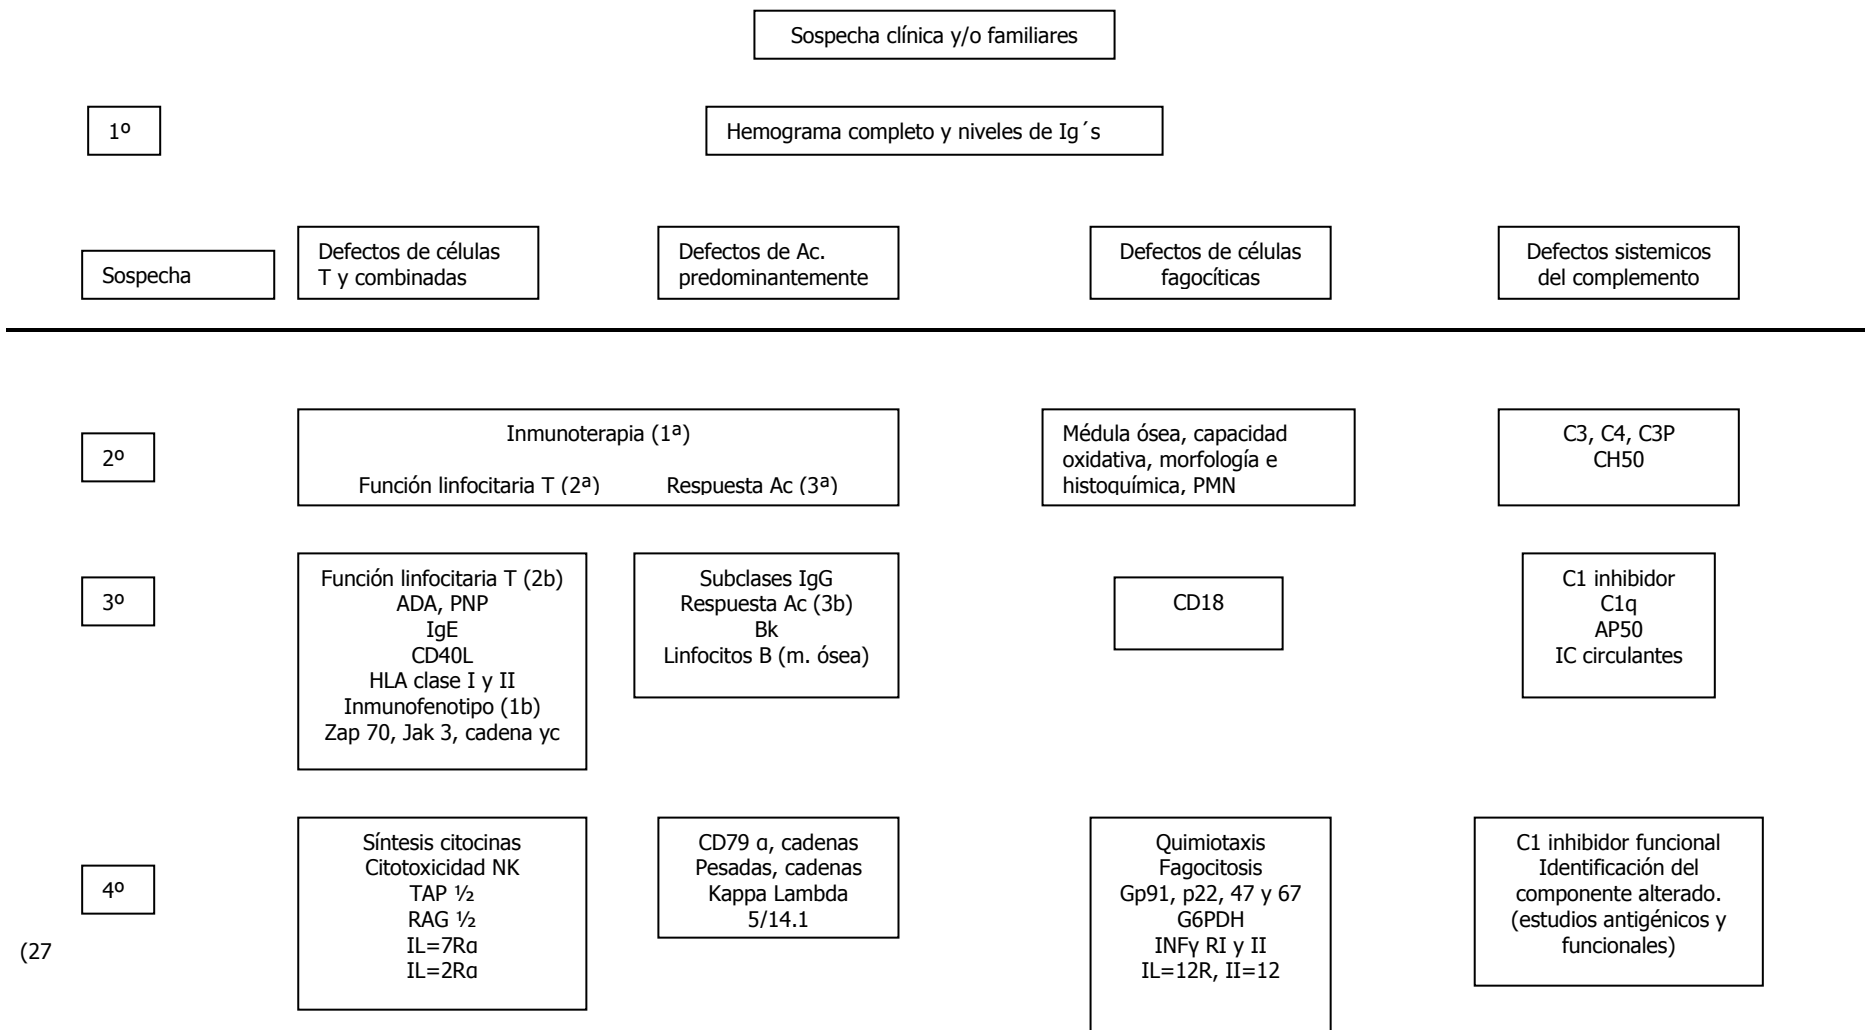 Sospecha clínica y/o familiares
1º
Hemograma completo y niveles de Ig´s
Sospecha
Defectos de células
T y combinadas
Defectos de Ac.
predominantemente
Defectos de células
fagocíticas
Defectos sistemicos
del complemento
2º
Inmunoterapia (1ª)
Función linfocitaria T (2ª) Respuesta Ac (3ª)
Médula ósea, capacidad
oxidativa, morfología e
histoquímica, PMN
C3, C4, C3P
CH50
3º
Función linfocitaria T (2b)
ADA, PNP
IgE
CD40L
HLA clase I y II
Inmunofenotipo (1b)
Zap 70, Jak 3, cadena yc
Subclases IgG
Respuesta Ac (3b)
Bk
Linfocitos B (m. ósea)
CD18
C1 inhibidor
C1q
AP50
IC circulantes
4º
Síntesis citocinas
Citotoxicidad NK
TAP ½
RAG ½
IL=7Rα
IL=2Rα
CD79 α, cadenas
Pesadas, cadenas
Kappa Lambda
5/14.1
Quimiotaxis
Fagocitosis
Gp91, p22, 47 y 67
G6PDH
INFγ RI y II
IL=12R, II=12
C1 inhibidor funcional
Identificación del
componente alterado.
(estudios antigénicos y
funcionales)
(27